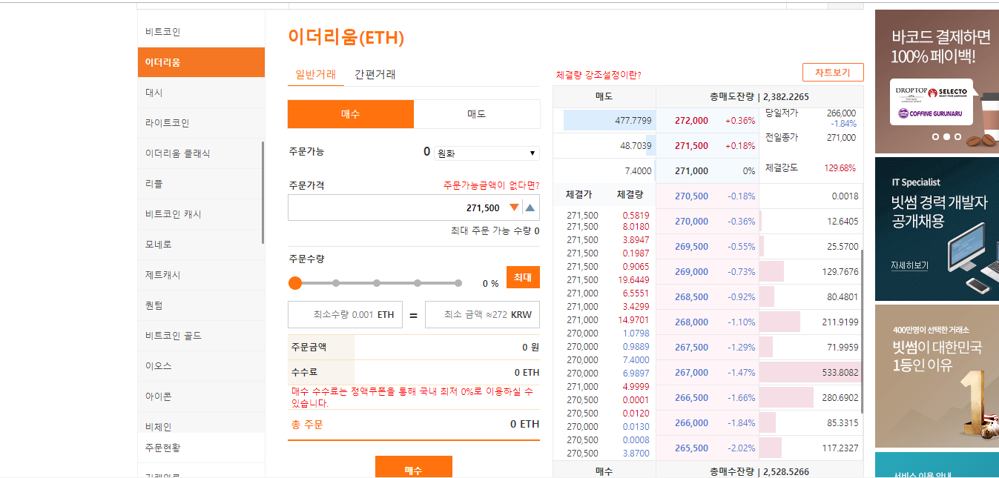 비트코인
이더리움
대시
라이트코인
이더리움 클래식
리플
비트코인 캐시
모네로
제트캐시
퀀텀
비트코인 골드
이오스
아이콘
비체인
주문현황
거래완료
이더리움(ETH)
일반거래 간편거래
매수 매도
주문가능 0 원화
주문가격 주문가능금액이 없다면?
271,500
최대 주문 가능 수량 0
주문수량
0 % 최대
최소수량 0.001 ETH = 최소 금액 ≈272 KRW
주문금액 0 원
수수료 0 ETH
매수 수수료는 정액쿠폰을 통해 국내 최저 0%로 이용하실 수
있습니다.
총 주문 0 ETH
매수
체결량 강조설정이란? 차트보기
매도 총매도잔량 | 2,382.2265
477.7799 272,000 +0.36%
48.7039 271,500 +0.18%
7.4000 271,000 0%
당일저가 266,000
-1.84%
전일종가 271,000
체결강도 129.68%
체결가 체결량
271,500 0.5819
271,500 8.0180
271,500 3.8947
271,500 0.1987
271,500 0.9065
271,500 19.6449
271,000 6.5551
271,000 3.4299
271,000 14.9701
270,000 1.0798
270,000 0.9889
270,000 7.4000
270,000 6.9897
271,000 4.9999
270,500 0.0001
270,500 0.0120
270,000 0.0130
270,500 0.0008
270,500 3.8700
270,500 -0.18% 0.0018
270,000 -0.36% 12.6405
269,500 -0.55% 25.5700
269,000 -0.73% 129.7676
268,500 -0.92% 80.4801
268,000 -1.10% 211.9199
267,500 -1.29% 71.9959
267,000 -1.47% 533.8082
266,500 -1.66% 280.6902
266,000 -1.84% 85.3315
265,500 -2.02% 117.2327
매수 총매수잔량 | 2,528.5266
바코드 결제하면
100% 페이백!
DROPTOP SELECTO
COFFINE GURUNARU
IT Specialist
빗썸 경력 개발자
공개채용
자세히보기
400만명이 선택한 거래소
빗썸이 대한민국
1등인 이유
1
서비스 이용 안내